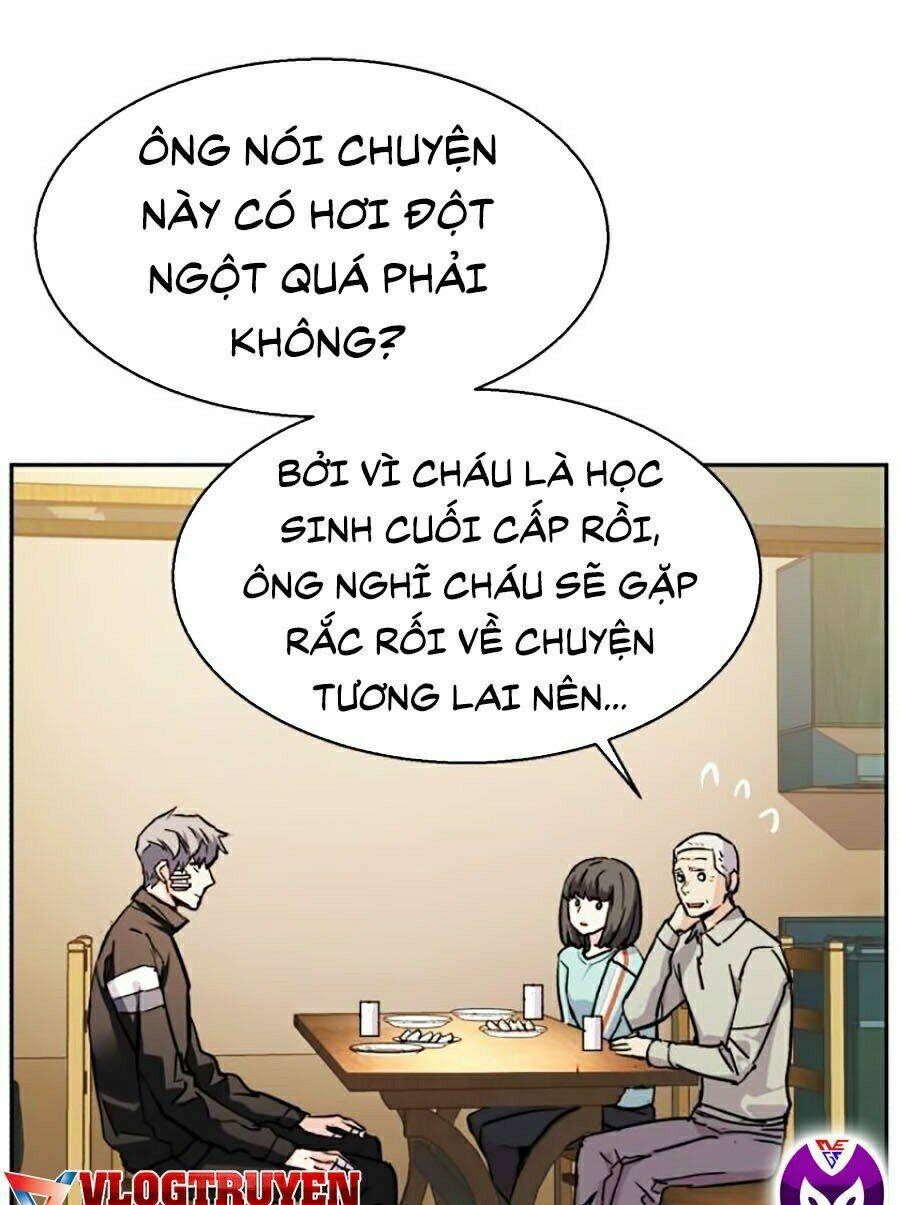 ÔNG NÓI CHUYỆN
NÀY CÓ HƠI ĐỘT
NGỘT QUÁ PHẢI
KHÔNG?
BỞI VÌ CHÁU LÀ HỌC
SINH CUỐI CẤP RỒI,
ÔNG NGHĨ CHÁU SẼ GẶP
RẮC RỐI VỀ CHUYỆN
TƯƠNG LAI NÊN...
VLOGTRUYEN